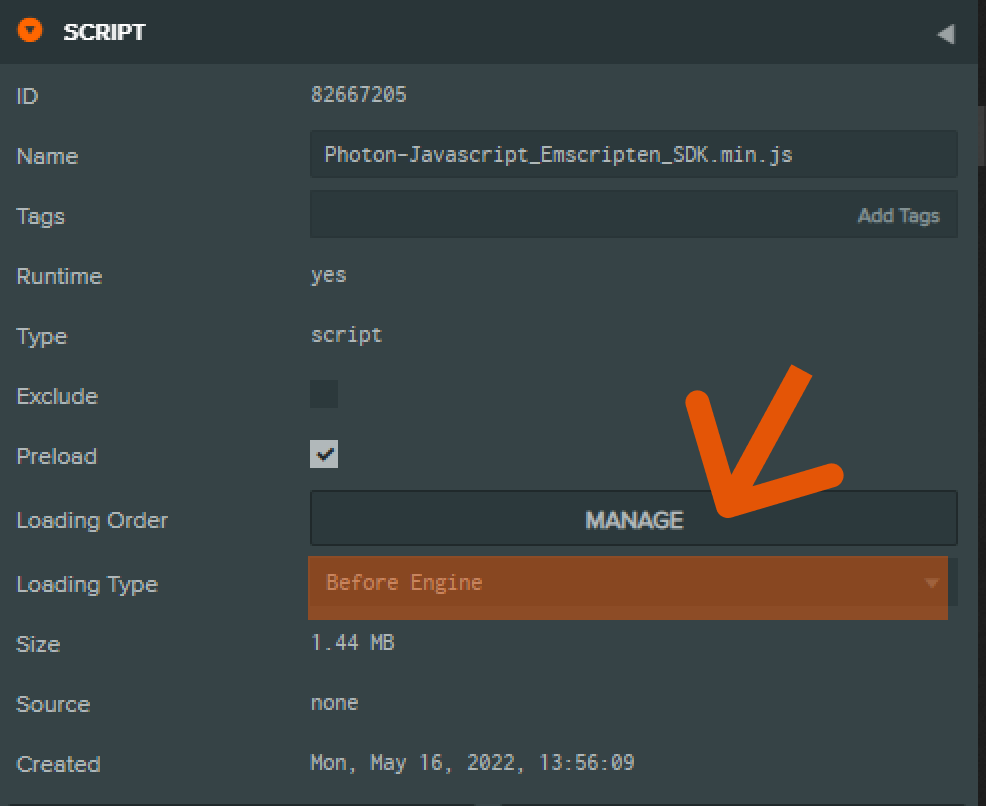 SCRIPT
ID 82667205
Name Photon-Javascript_Emscripten_SDK.min.js
Tags Add Tags
Runtime yes
Type script
Exclude
Preload
Loading Order MANAGE
Loading Type Before Engine
Size 1.44 MB
Source none
Created Mon, May 16, 2022, 13:56:09